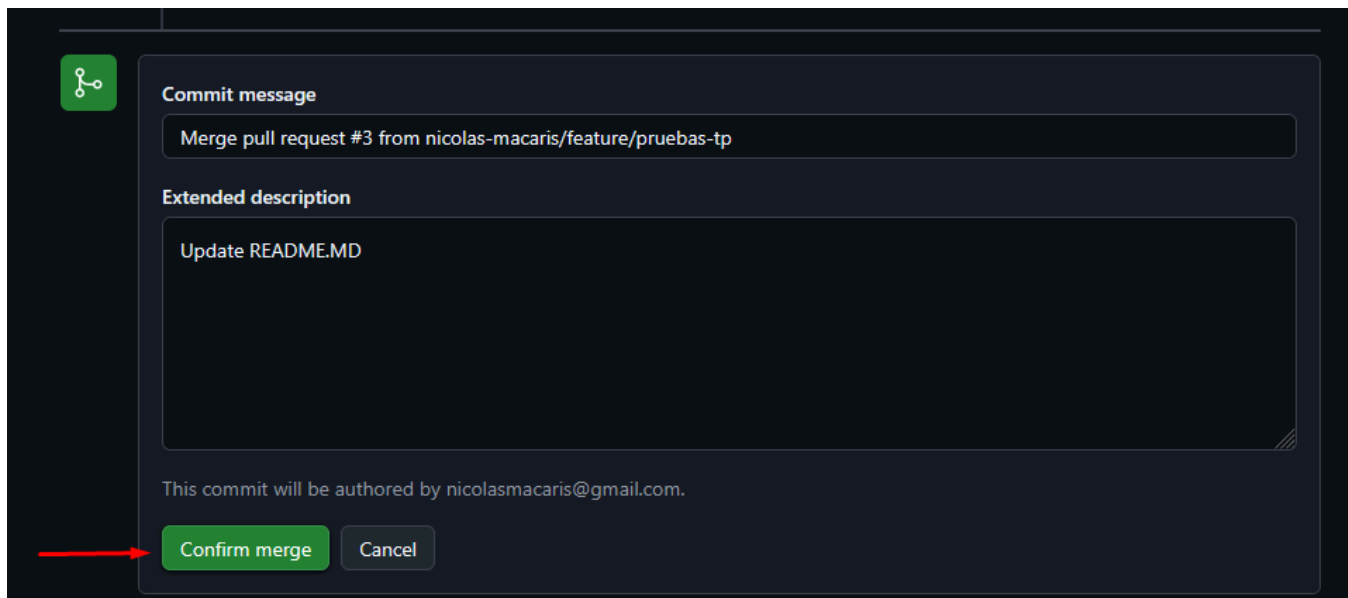 Commit message
Merge pull request #3 from nicolas-macaris/feature/pruebas-tp
Extended description
Update README.MD
This commit will be authored by nicolasmacaris@gmail.com.
Confirm merge
Cancel